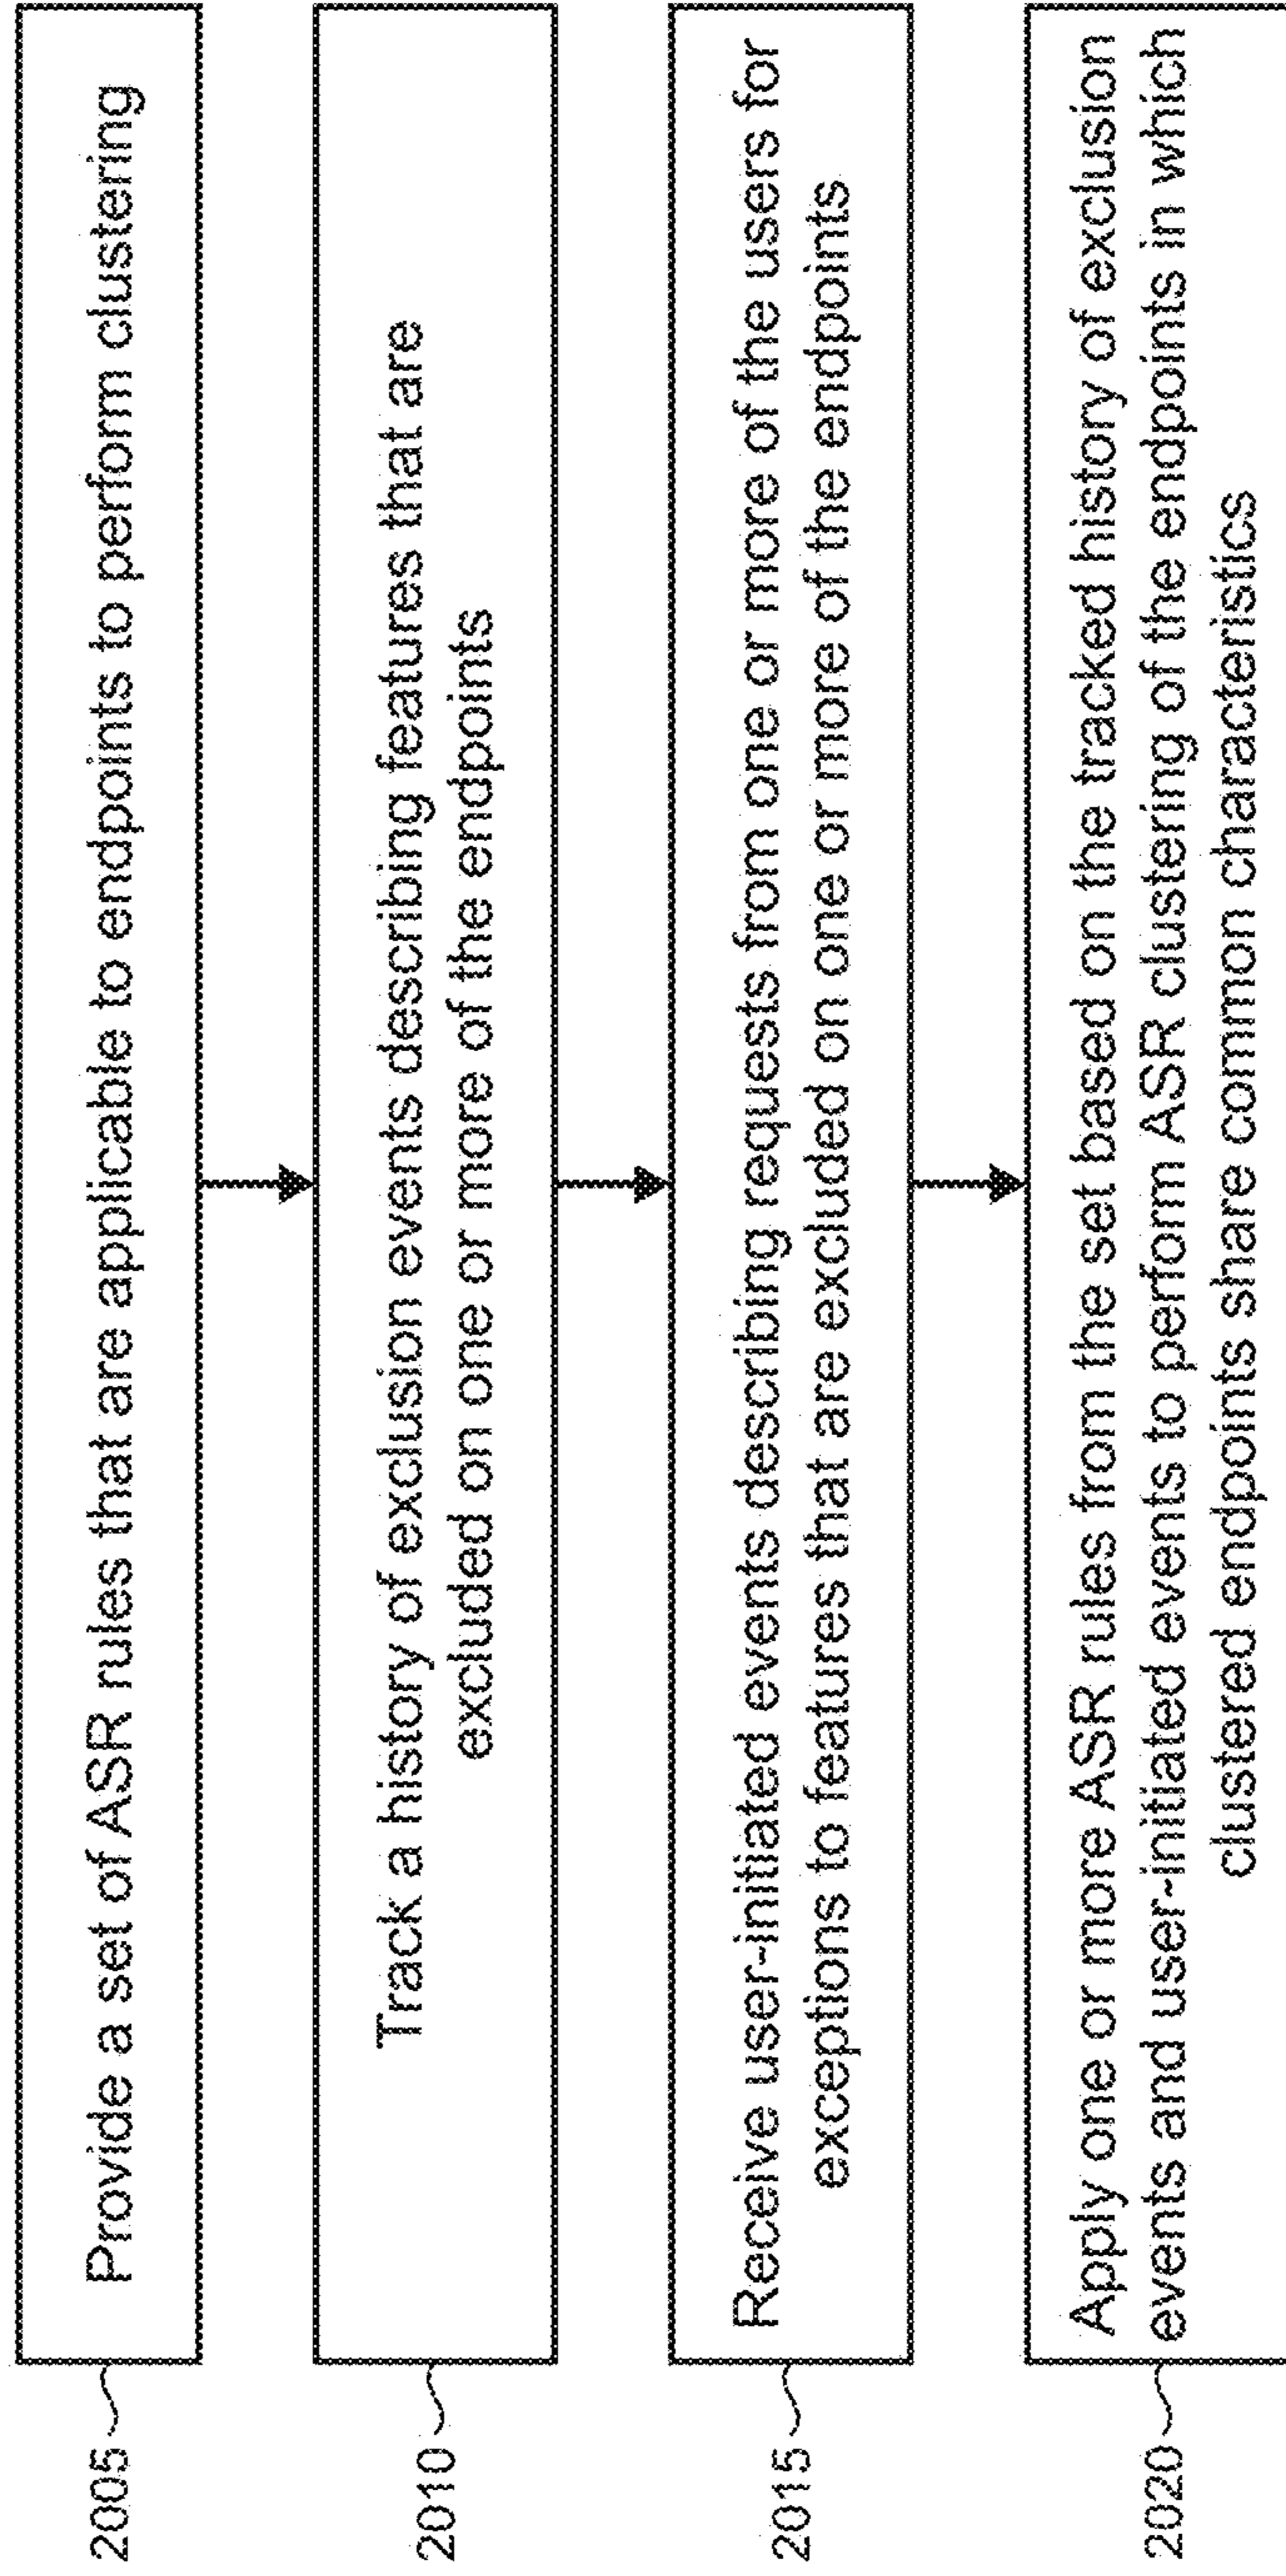 2005
Provide a set of ASR rules that are applicable to endpoints to perform clustering
2010
Track a history of exclusion events describing features that are
excluded on one or more of the endpoints
2015
Receive user-initiated events describing requests from one or more of the users for
exceptions to features that are excluded on one or more of the endpoints
2020
Apply one or more ASR rules from the set based on the tracked history of exclusion
events and user-initiated events to perform ASR clustering of the endpoints in which
clustered endpoints share common characteristics